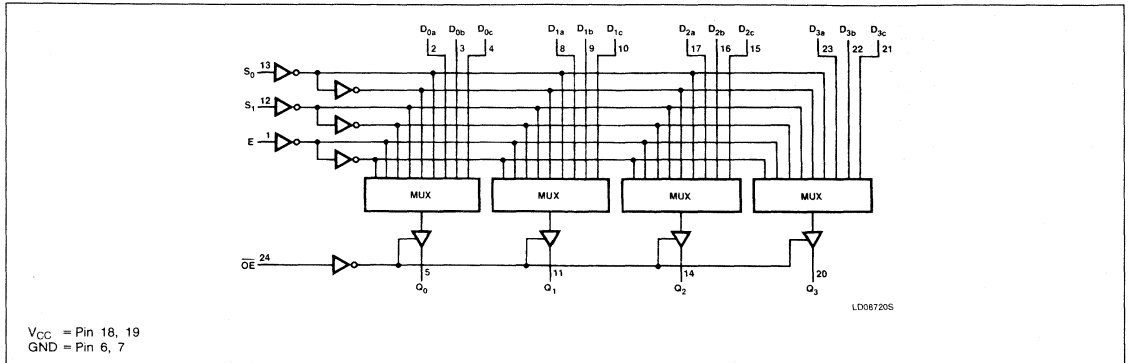 D0a D0b D0c D1a D1b D1c D2a D2b D2c D3a D3b D3c
2 3 4 8 9 10 17 16 15 23 22 21
S0 13
S1 12
E 1
MUX MUX MUX MUX
OE 24
5 11 14 20
Q0 Q1 Q2 Q3
LD06720S
VCC = Pin 18, 19
GND = Pin 6, 7